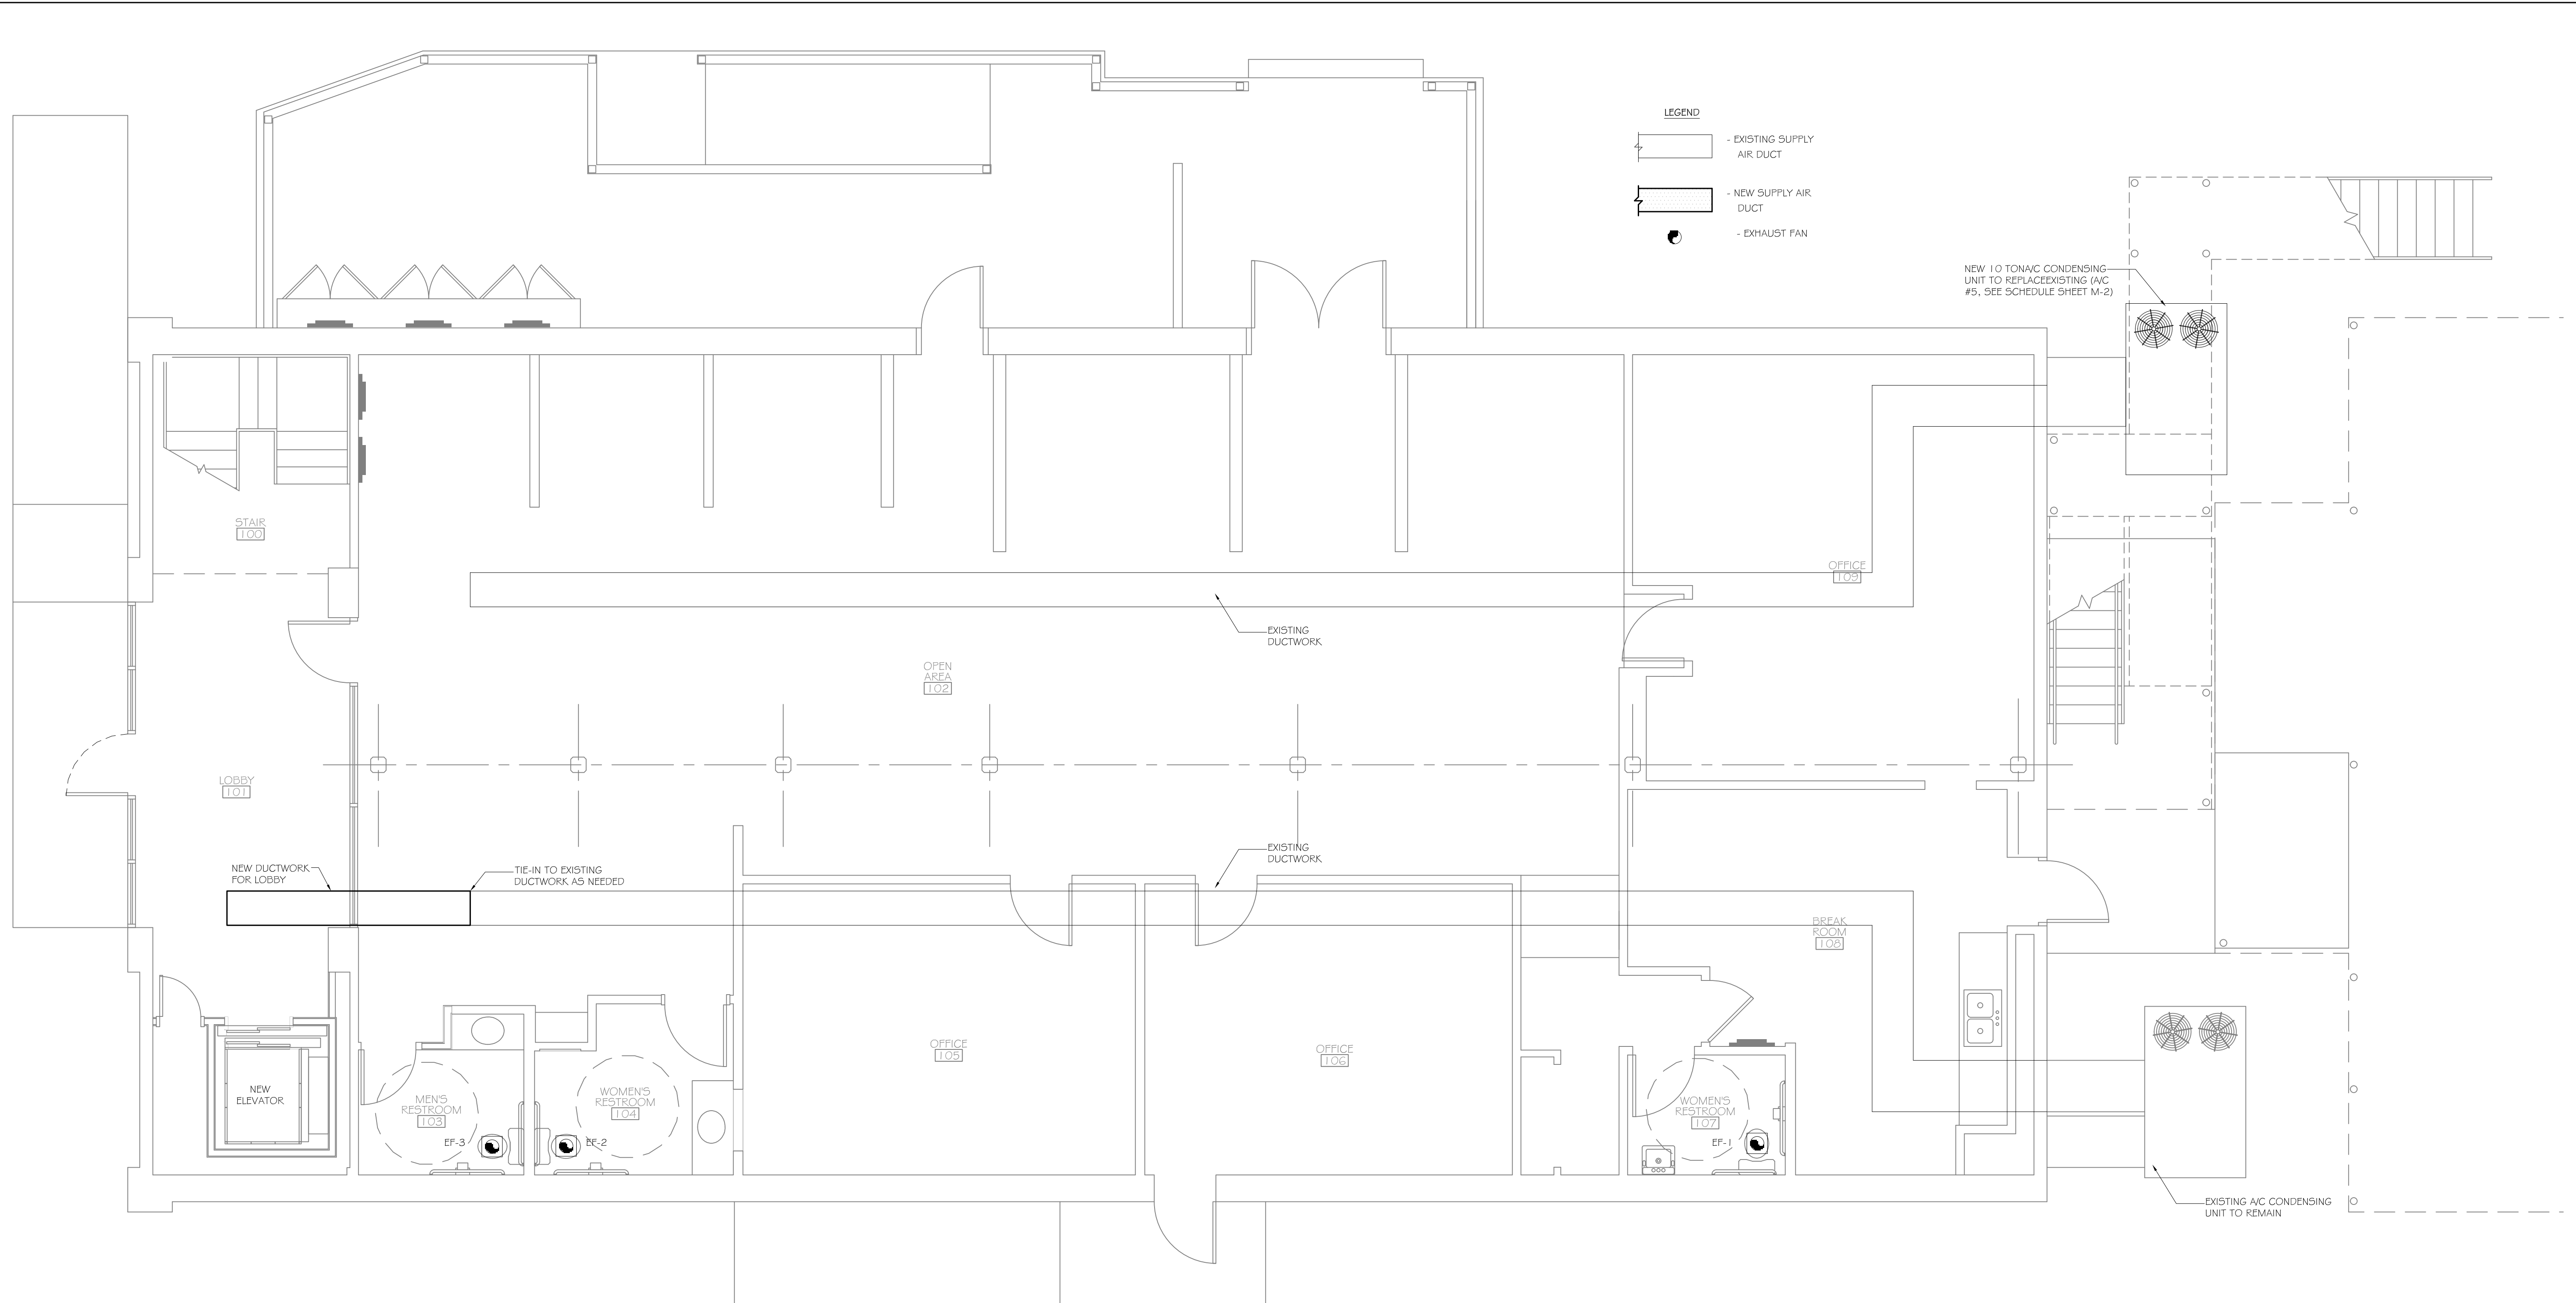 LEGEND
- EXISTING SUPPLY
AIR DUCT
- NEW SUPPLY AIR
DUCT
- EXHAUST FAN
NEW 10 TONA/C CONDENSING
UNIT TO REPLACEEXISTING (A/C
#5, SEE SCHEDULE SHEET M-2)
STAIR
100
OFFICE
109
EXISTING
DUCTWORK
OPEN
AREA
102
LOBBY
101
NEW DUCTWORK
FOR LOBBY
TIE-IN TO EXISTING
DUCTWORK AS NEEDED
EXISTING
DUCTWORK
BREAK
ROOM
108
OFFICE
105
OFFICE
106
NEW
ELEVATOR
MEN'S
RESTROOM
103
WOMEN'S
RESTROOM
104
WOMEN'S
RESTROOM
107
EF-3
EF-2
EF-1
EXISTING A/C CONDENSING
UNIT TO REMAIN